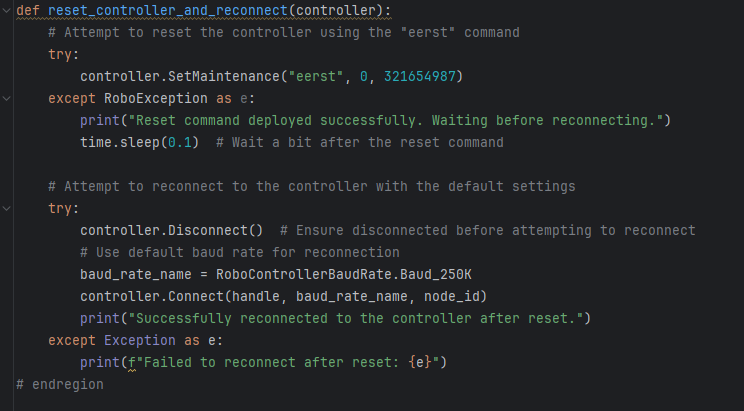 def reset_controller_and_reconnect(controller):
    # Attempt to reset the controller using the "eerst" command
    try:
        controller.SetMaintenance("eerst", 0, 321654987)
    except RoboException as e:
        print("Reset command deployed successfully. Waiting before reconnecting.")
        time.sleep(0.1)  # Wait a bit after the reset command

    # Attempt to reconnect to the controller with the default settings
    try:
        controller.Disconnect()  # Ensure disconnected before attempting to reconnect
        # Use default baud rate for reconnection
        baud_rate_name = RoboControllerBaudRate.Baud_250K
        controller.Connect(handle, baud_rate_name, node_id)
        print("Successfully reconnected to the controller after reset.")
    except Exception as e:
        print(f"Failed to reconnect after reset: {e}")
# endregion